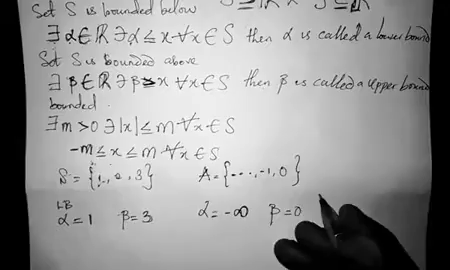 Set S is bounded below S ⊆ ℝ
∃ α ∈ ℝ ∋ α ≤ x ∀ x ∈ S then α is called a lower bound
Set S is bounded above
∃ β ∈ ℝ ∋ β ≥ x ∀ x ∈ S then β is called a upper bound
bounded.
∃ m > 0 ∋ |x| ≤ m ∀ x ∈ S
-m ≤ x ≤ m ∀ x ∈ S
S = {1, 2, 3} A = {..., -1, 0}
LB
α = 1 β = 3 α = -∞ β = 0